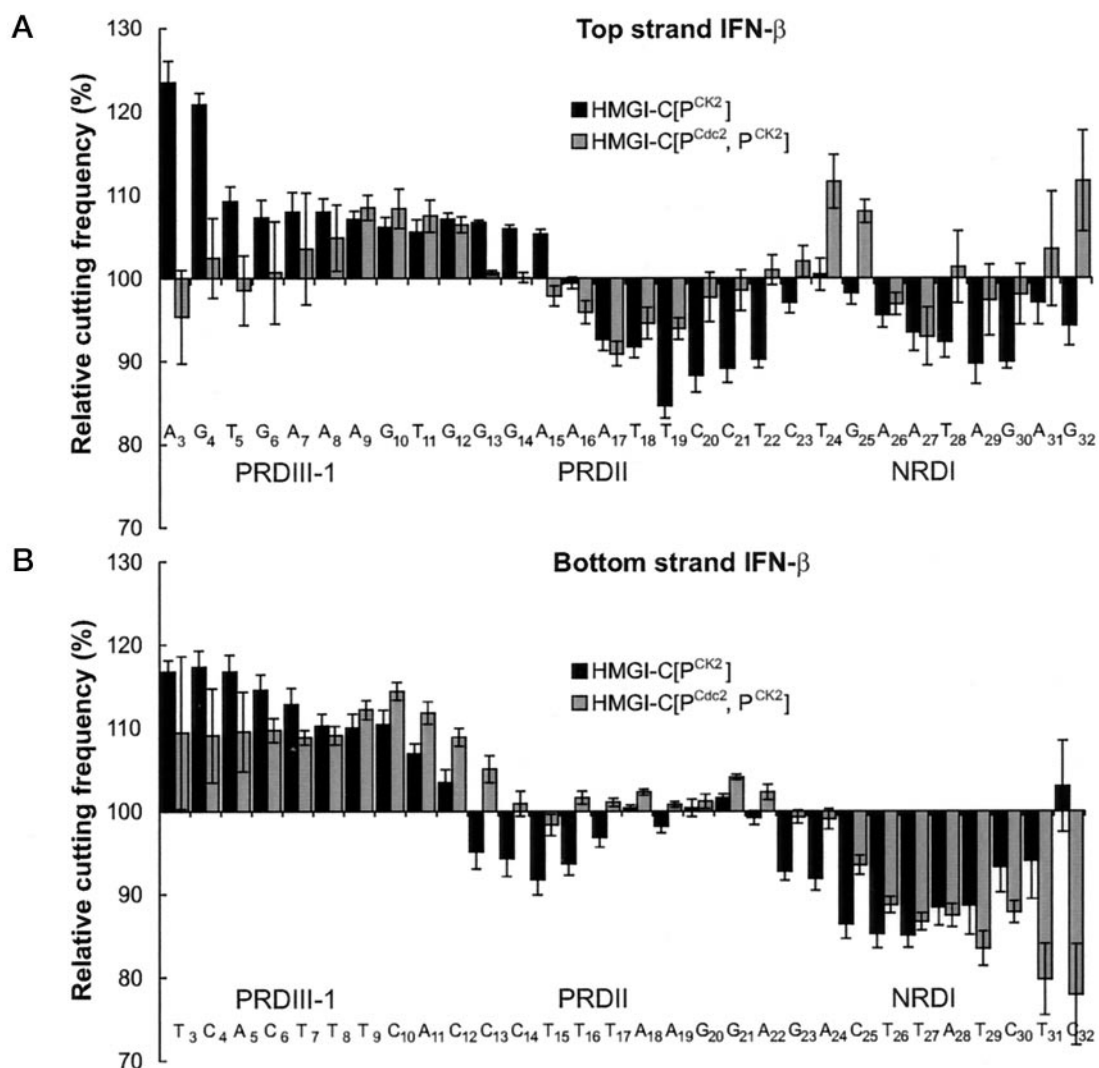 A
Top strand IFN-β
Relative cutting frequency (%)
130
120
110
100
90
80
70
HMGI-C[P^CK2]
HMGI-C[P^Cdc2, P^CK2]
A3 G4 T5 G6 A7 A8 A9 G10 T11 G12 G13 G14 A15 A16 A17 T18 T19 C20 C21 T22 C23 T24 G25 A26 A27 T28 A29 G30 A31 G32
PRDIII-1 PRDII NRDI
B
Bottom strand IFN-β
Relative cutting frequency (%)
130
120
110
100
90
80
70
HMGI-C[P^CK2]
HMGI-C[P^Cdc2, P^CK2]
PRDIII-1 PRDII NRDI
T3 C4 A5 C6 T7 T8 T9 C10 A11 C12 C13 C14 T15 T16 T17 A18 A19 G20 G21 A22 G23 A24 C25 T26 T27 A28 T29 C30 T31 C32